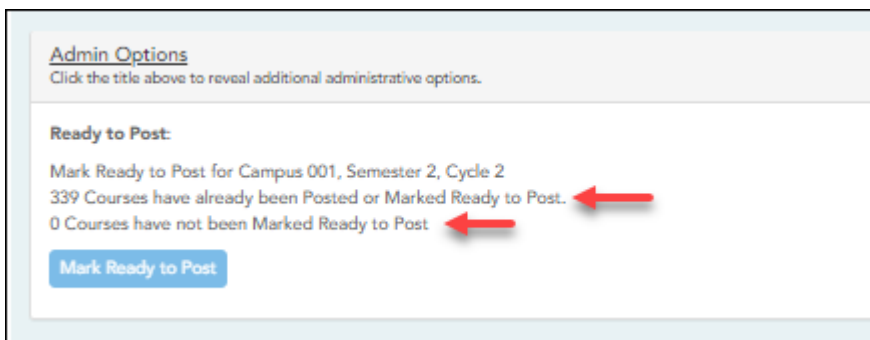 Admin Options
Click the title above to reveal additional administrative options.
Ready to Post:
Mark Ready to Post for Campus 001, Semester 2, Cycle 2
339 Courses have already been Posted or Marked Ready to Post.
0 Courses have not been Marked Ready to Post
Mark Ready to Post